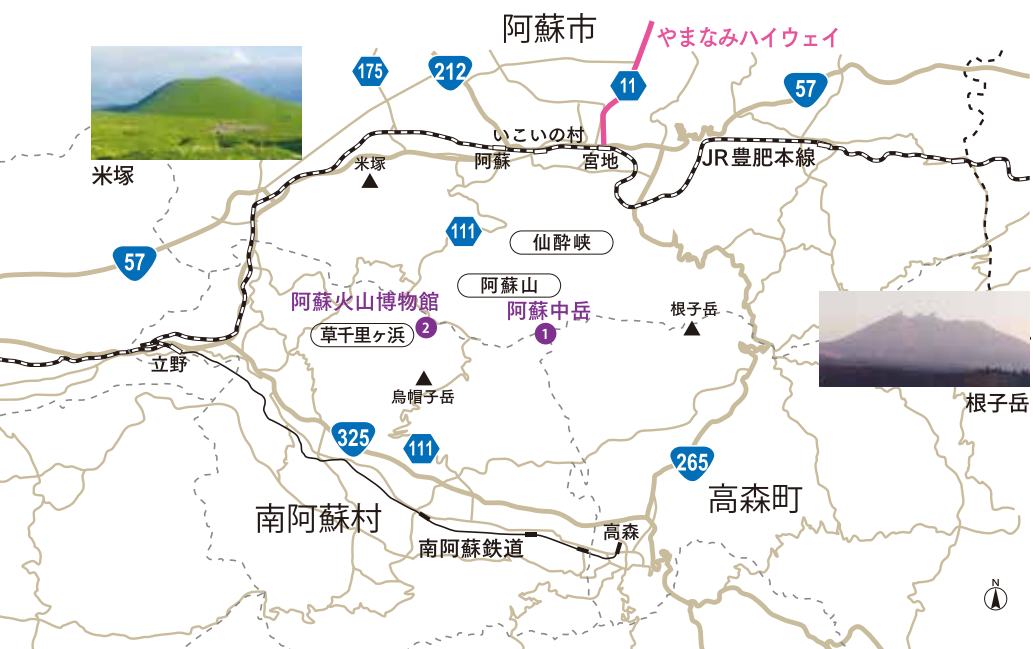 阿蘇市
やまなみハイウェイ
175
212
11
57
いこいの村
米塚
阿蘇
宮地
JR豊肥本線
米塚
111
仙酔峡
57
阿蘇山
阿蘇火山博物館
阿蘇中岳
根子岳
2
草千里ヶ浜
1
立野
烏帽子岳
根子岳
325
111
265
高森町
南阿蘇村
高森
南阿蘇鉄道
N